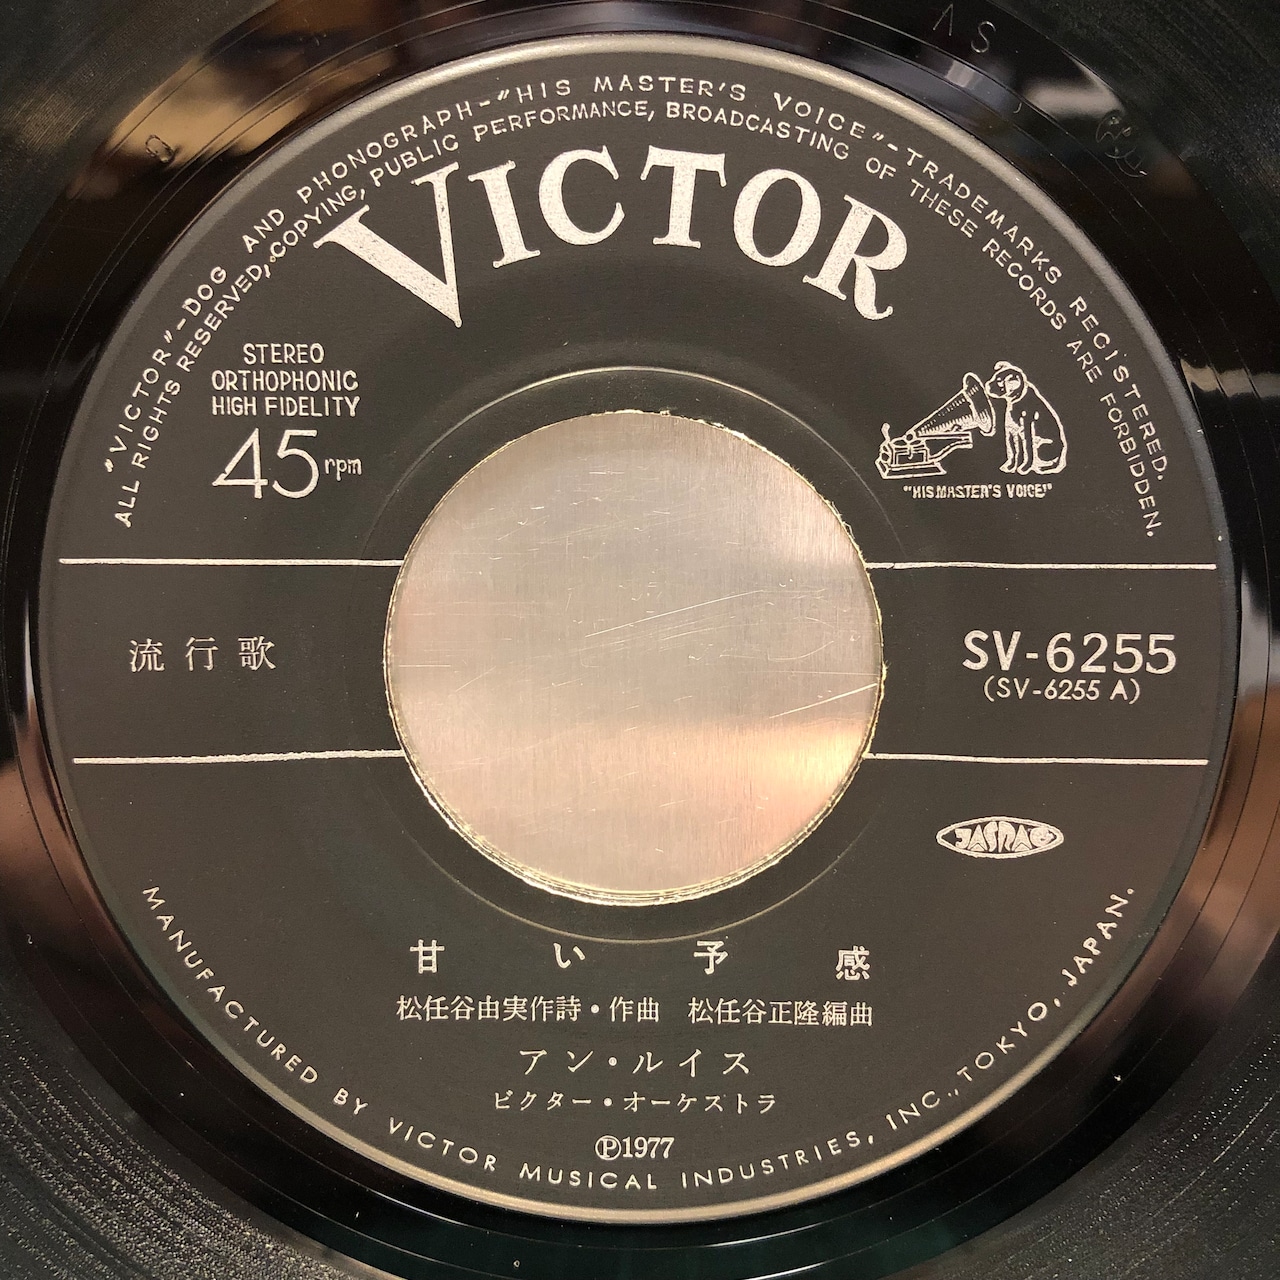 "VICTOR"-DOG AND PHONOGRAPH-"HIS MASTER'S VOICE"-TRADEMARKS REGISTERED.
ALL RIGHTS RESERVED, COPYING, PUBLIC PERFORMANCE, BROADCASTING OF THESE RECORDS ARE FORBIDDEN.
VICTOR
STEREO
ORTHOPHONIC
HIGH FIDELITY
45rpm
"HIS MASTER'S VOICE"
流行歌
SV-6255
(SV-6255 A)
JASRAC
甘い予感
松任谷由実作詩・作曲 松任谷正隆編曲
アン・ルイス
ビクター・オーケストラ
Ⓟ1977
MANUFACTURED BY VICTOR MUSICAL INDUSTRIES, INC., TOKYO, JAPAN.